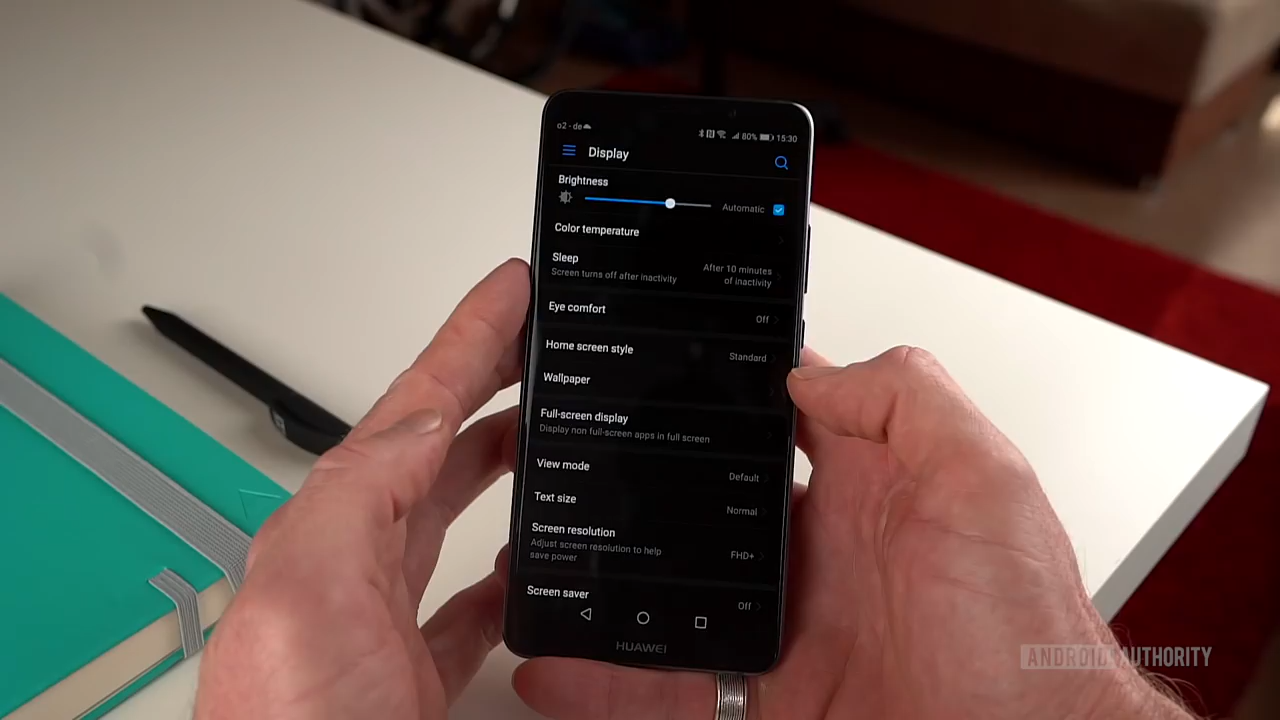 o2 - de
80% 15:30
Display
Brightness
Automatic
Color temperature
Sleep
Screen turns off after inactivity
After 10 minutes
of inactivity
Eye comfort
Off
Home screen style
Standard
Wallpaper
Full-screen display
Display non full-screen apps in full screen
View mode
Default
Text size
Normal
Screen resolution
Adjust screen resolution to help
save power
FHD+
Screen saver
Off
HUAWEI
ANDROID AUTHORITY